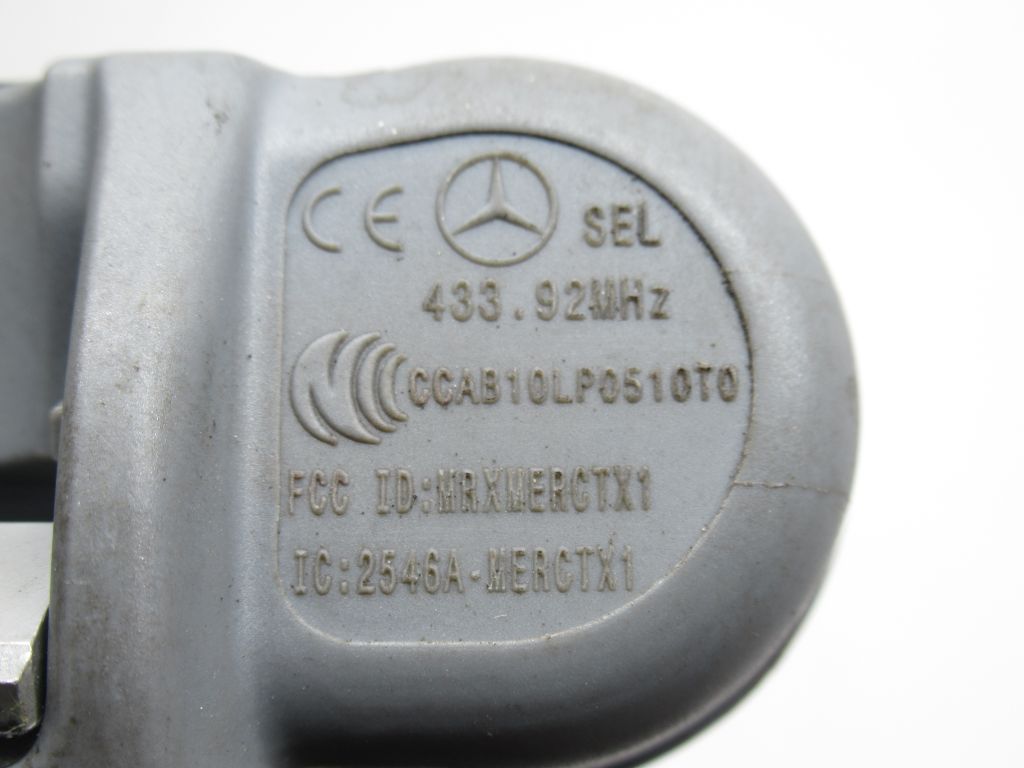 CE SEL
433.92MHz
CCAB10LP0510T0
FCC ID:MRXMERCTX1
IC:2546A-MERCTX1